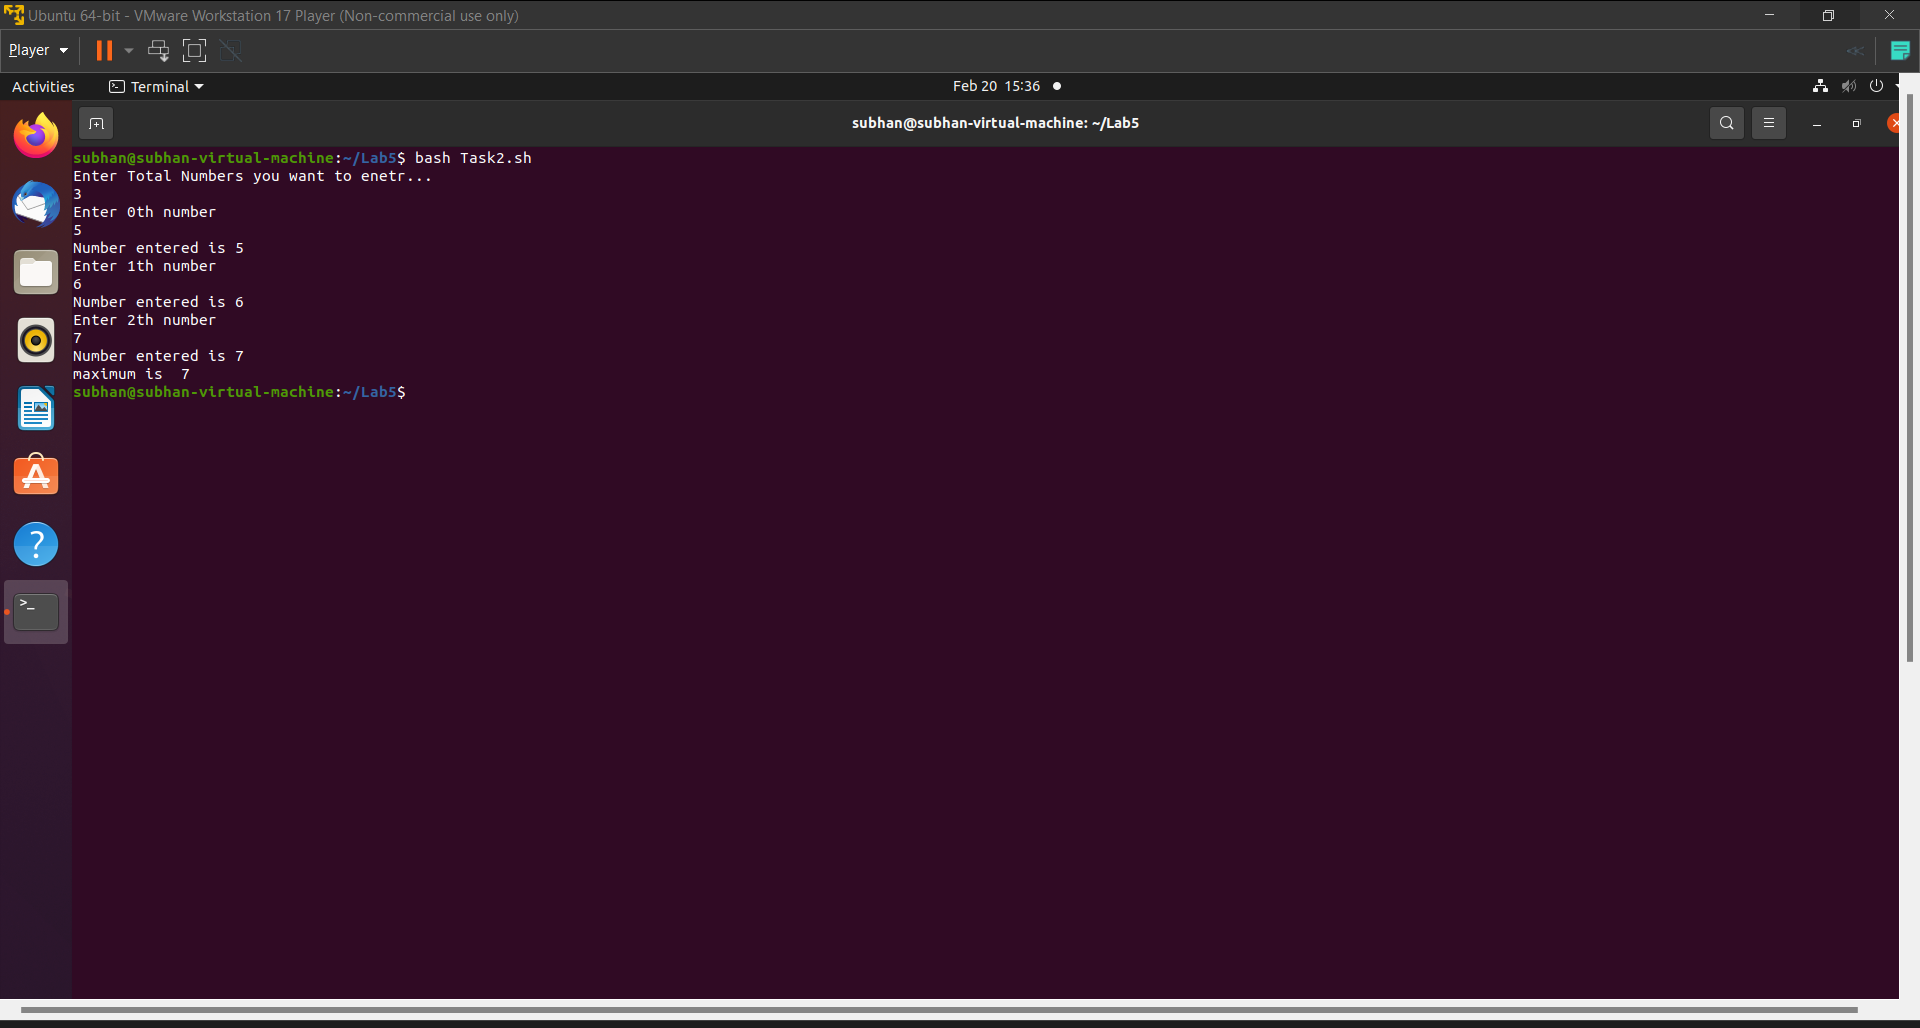 Ubuntu 64-bit - VMware Workstation 17 Player (Non-commercial use only)
Player
Activities
Terminal
Feb 20 15:36
subhan@subhan-virtual-machine: ~/Lab5
subhan@subhan-virtual-machine:~/Lab5$ bash Task2.sh
Enter Total Numbers you want to enetr...
3
Enter 0th number
5
Number entered is 5
Enter 1th number
6
Number entered is 6
Enter 2th number
7
Number entered is 7
maximum is  7
subhan@subhan-virtual-machine:~/Lab5$